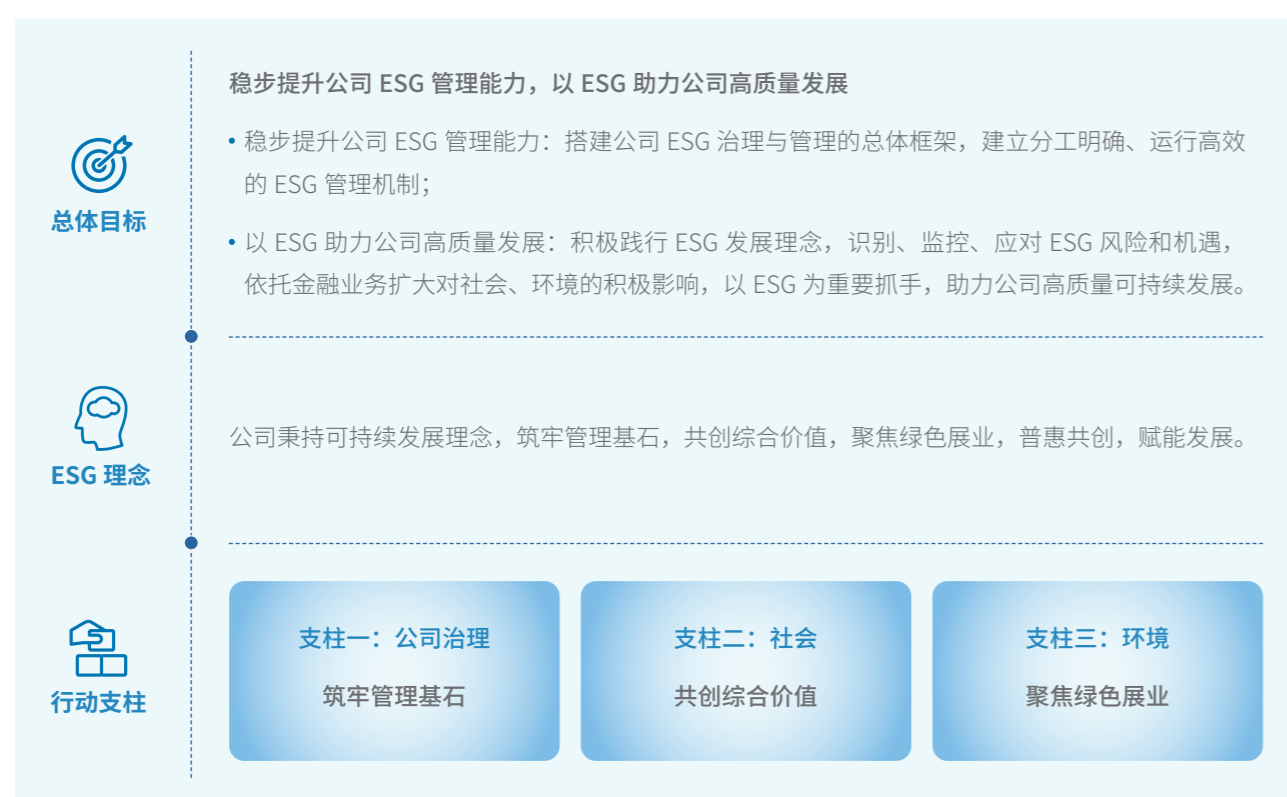 稳步提升公司 ESG 管理能力，以 ESG 助力公司高质量发展
• 稳步提升公司 ESG 管理能力：搭建公司 ESG 治理与管理的总体框架，建立分工明确、运行高效
的 ESG 管理机制；
总体目标
• 以 ESG 助力公司高质量发展：积极践行 ESG 发展理念，识别、监控、应对 ESG 风险和机遇，
依托金融业务扩大对社会、环境的积极影响，以 ESG 为重要抓手，助力公司高质量可持续发展。
ESG 理念
公司秉持可持续发展理念，筑牢管理基石，共创综合价值，聚焦绿色展业，普惠共创，赋能发展。
行动支柱
支柱一：公司治理
筑牢管理基石
支柱二：社会
共创综合价值
支柱三：环境
聚焦绿色展业